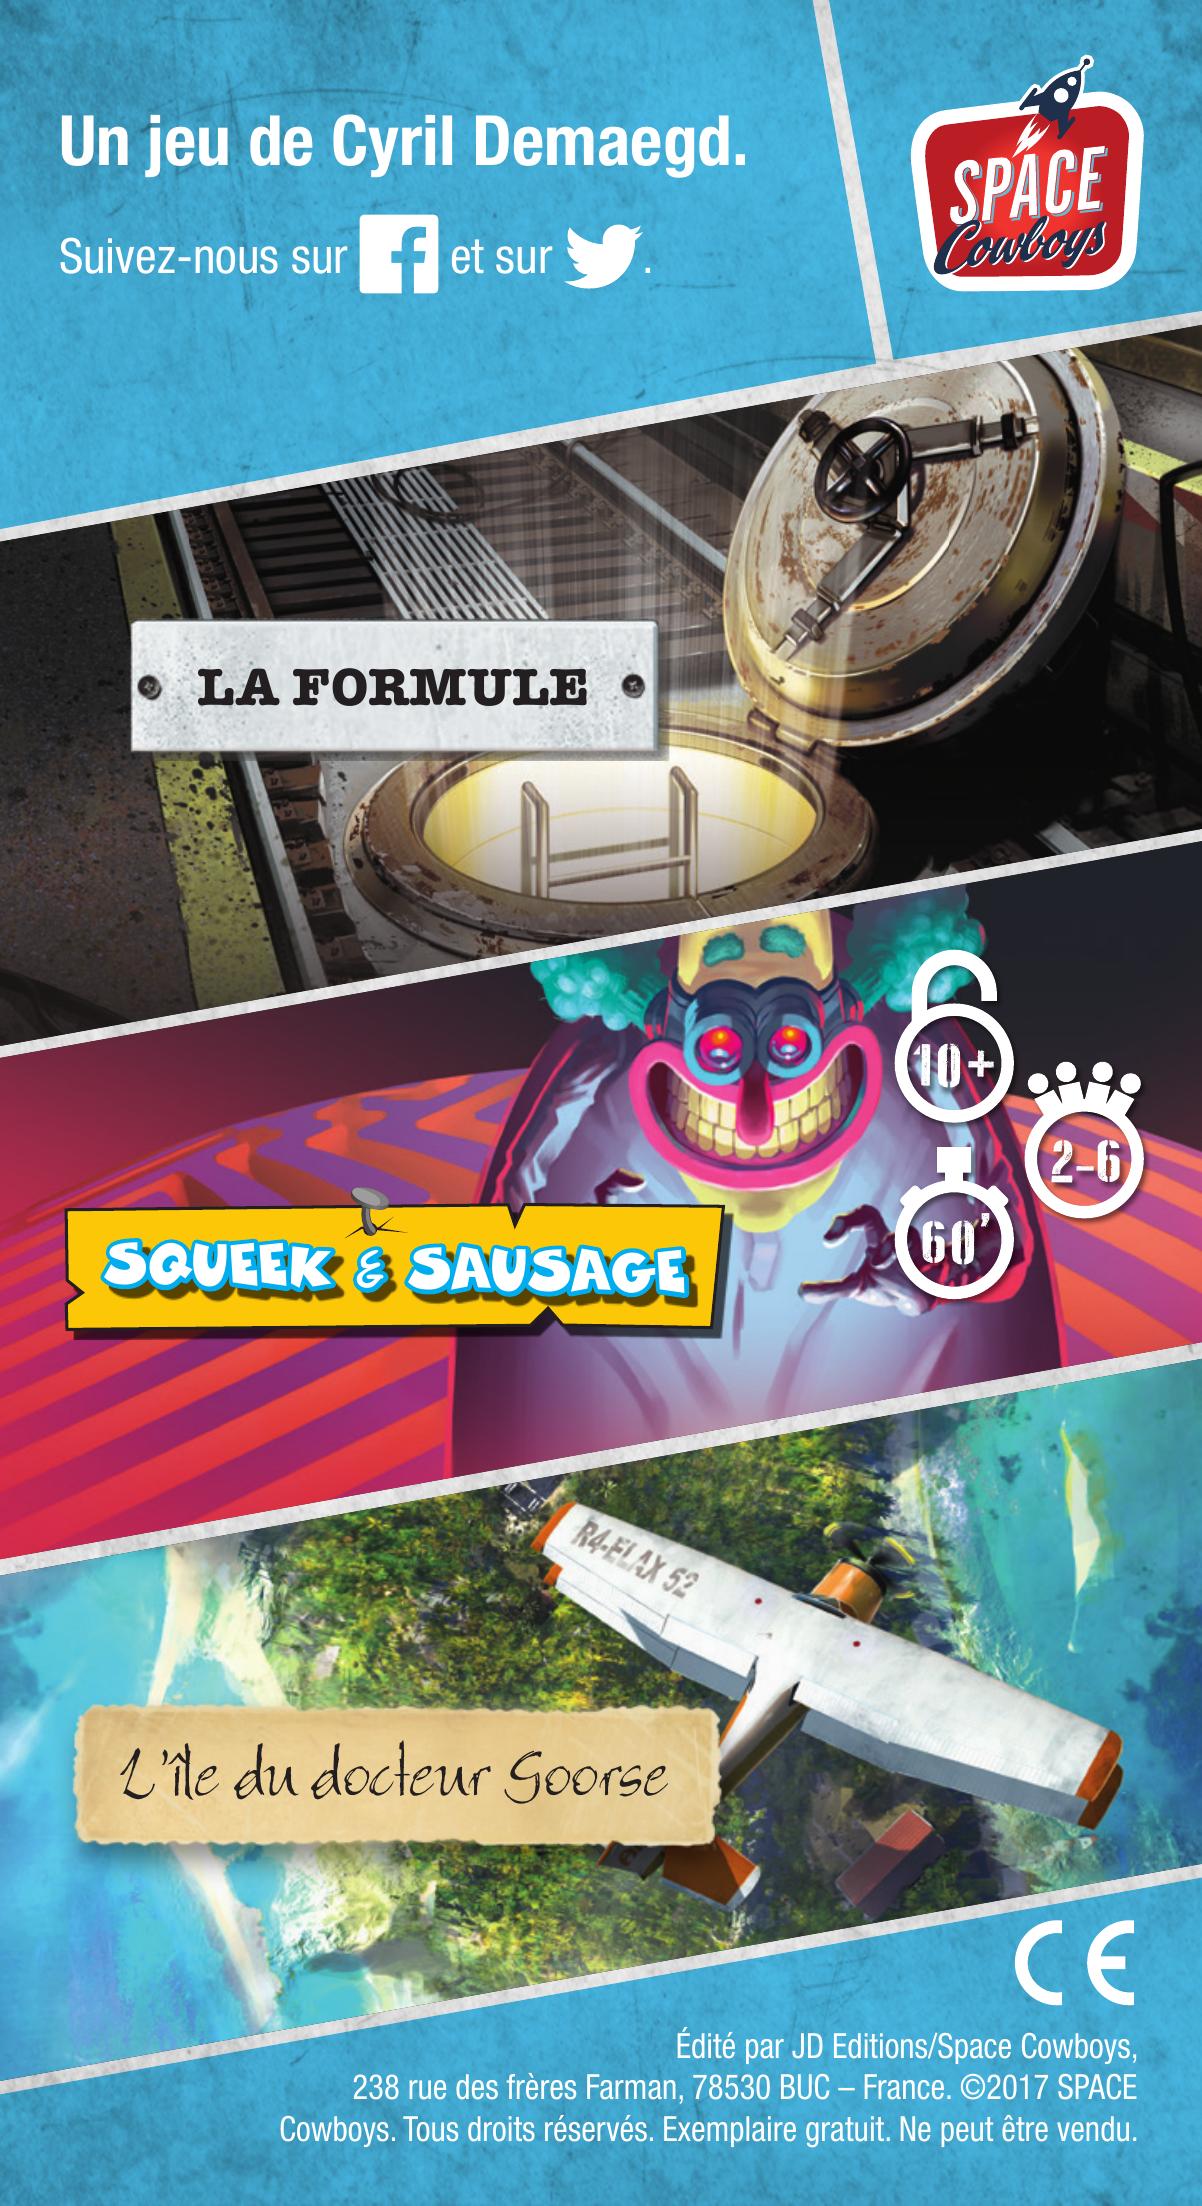 Un jeu de Cyril Demaegd.
Suivez-nous sur f et sur .
SPACE
Cowboys
LA FORMULE
10+
2-6
60'
SQUEEK & SAUSAGE
R4-ELAX 52
L'île du docteur Goorse
CE
Édité par JD Editions/Space Cowboys,
238 rue des frères Farman, 78530 BUC – France. ©2017 SPACE
Cowboys. Tous droits réservés. Exemplaire gratuit. Ne peut être vendu.